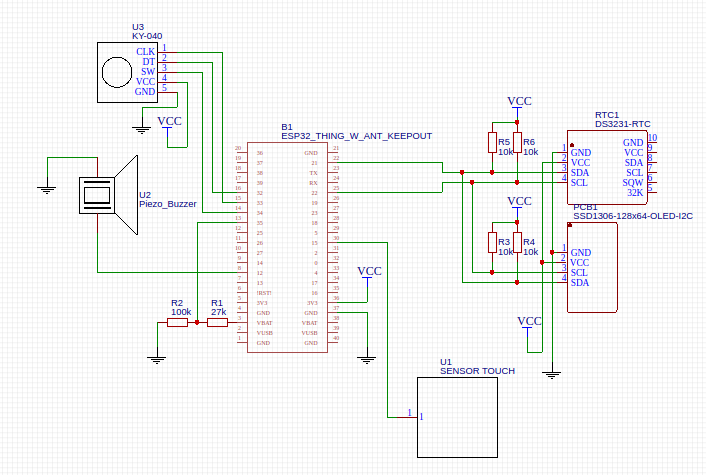 U3
KY-040
CLK 1
DT 2
SW 3
VCC 4
GND 5
VCC
U2
Piezo_Buzzer
R2
100k
R1
27k
B1
ESP32_THING_W_ANT_KEEPOUT
20 36 GND 21
19 37 21 22
18 38 TX 23
17 39 RX 24
16 32 22 25
15 33 19 26
14 34 23 27
13 35 18 28
12 25 5 29
11 26 15 30
10 27 2 31
9 14 0 32
8 12 4 33
7 13 17 34
6 !RST! 16 35
5 3V3 3V3 36
4 GND GND 37
3 VBAT VBAT 38
2 VUSB VUSB 39
1 GND GND 40
VCC
VCC
R5
10k
R6
10k
RTC1
DS3231-RTC
1 GND
2 VCC
3 SDA
4 SCL
GND 10
VCC 9
SDA 8
SCL 7
SQW 6
32K 5
VCC
R3
10k
R4
10k
PCB1
SSD1306-128x64-OLED-I2C
1 GND
2 VCC
3 SCL
4 SDA
VCC
U1
SENSOR TOUCH
1 1